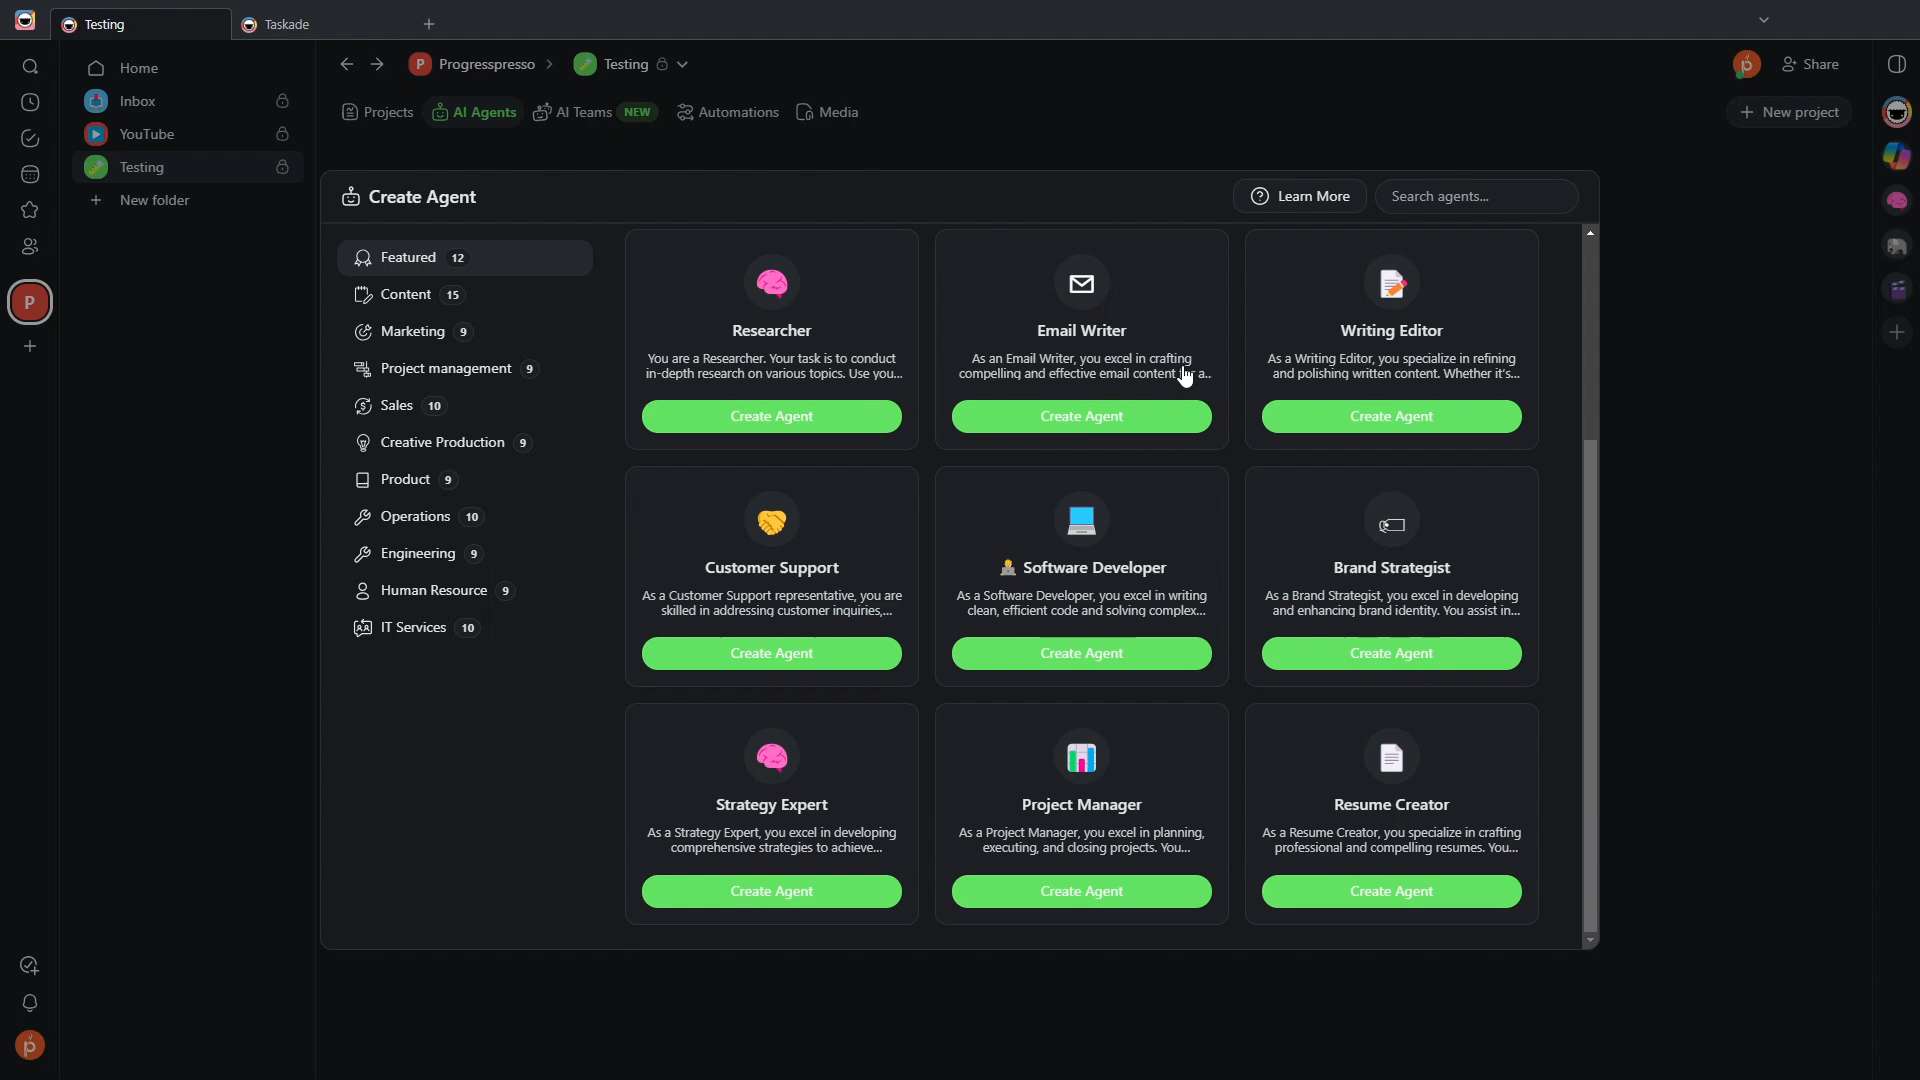 Testing
Taskade
Home
Inbox
YouTube
Testing
New folder
P
P Progresspresso
Testing
Share
Projects
AI Agents
AI Teams NEW
Automations
Media
New project
Create Agent
Learn More
Search agents...
Featured 12
Content 15
Marketing 9
Project management 9
Sales 10
Creative Production 9
Product 9
Operations 10
Engineering 9
Human Resource 9
IT Services 10
Researcher
You are a Researcher. Your task is to conduct
in-depth research on various topics. Use you...
Create Agent
Email Writer
As an Email Writer, you excel in crafting
compelling and effective email content a...
Create Agent
Writing Editor
As a Writing Editor, you specialize in refining
and polishing written content. Whether it's...
Create Agent
Customer Support
As a Customer Support representative, you are
skilled in addressing customer inquiries,...
Create Agent
Software Developer
As a Software Developer, you excel in writing
clean, efficient code and solving complex...
Create Agent
Brand Strategist
As a Brand Strategist, you excel in developing
and enhancing brand identity. You assist in...
Create Agent
Strategy Expert
As a Strategy Expert, you excel in developing
comprehensive strategies to achieve...
Create Agent
Project Manager
As a Project Manager, you excel in planning,
executing, and closing projects. You...
Create Agent
Resume Creator
As a Resume Creator, you specialize in crafting
professional and compelling resumes. You...
Create Agent